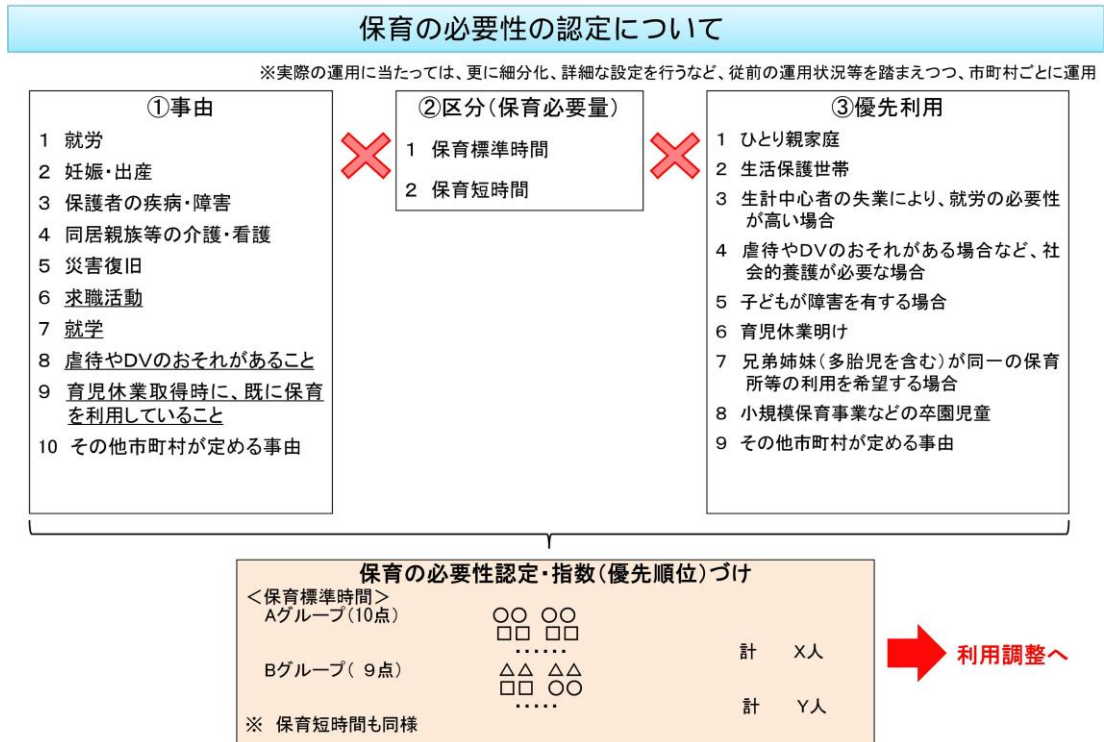 保育の必要性の認定について
※実際の運用に当たっては、更に細分化、詳細な設定を行うなど、従前の運用状況等を踏まえつつ、市町村ごとに運用
①事由
1 就労
2 妊娠・出産
3 保護者の疾病・障害
4 同居親族等の介護・看護
5 災害復旧
6 求職活動
7 就学
8 虐待やDVのおそれがあること
9 育児休業取得時に、既に保育
を利用していること
10 その他市町村が定める事由
②区分(保育必要量)
1 保育標準時間
2 保育短時間
③優先利用
1 ひとり親家庭
2 生活保護世帯
3 生計中心者の失業により、就労の必要性
が高い場合
4 虐待やDVのおそれがある場合など、社
会的養護が必要な場合
5 子どもが障害を有する場合
6 育児休業明け
7 兄弟姉妹(多胎児を含む)が同一の保育
所等の利用を希望する場合
8 小規模保育事業などの卒園児童
9 その他市町村が定める事由
保育の必要性認定・指数(優先順位)づけ
<保育標準時間>
Aグループ(10点) ○○ ○○
□□ □□
‥‥‥
計 X人
Bグループ( 9点) △△ △△
□□ ○○
‥‥‥
計 Y人
※ 保育短時間も同様
利用調整へ